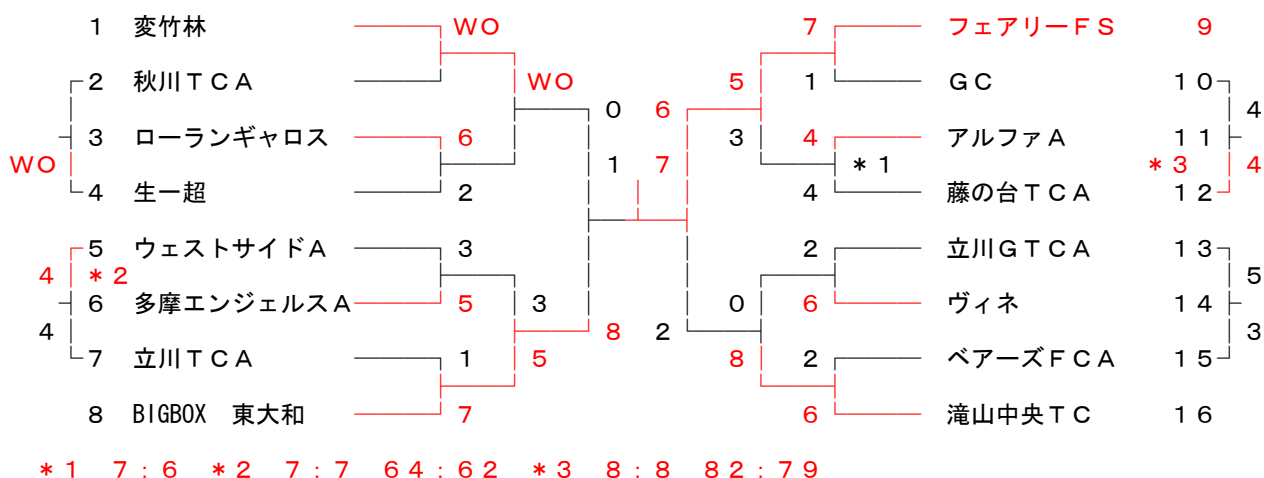 1 変竹林 WO 7 フェアリーFS 9
2 秋川TCA WO 5 1 GC 10
0 6 4
3 ローランギャロス 6 3 4 アルファA 11
WO 1 7 *1 *3 4
4 生一超 2 4 藤の台TCA 12
5 ウェストサイドA 3 2 立川GTCA 13
4 *2 5
6 多摩エンジェルスA 5 3 0 6 ヴィネ 14
4 8 2 3
7 立川TCA 1 5 8 2 ベアーズFCA 15
8 BIGBOX 東大和 7 6 滝山中央TC 16
*1 7:6 *2 7:7 64:62 *3 8:8 82:79